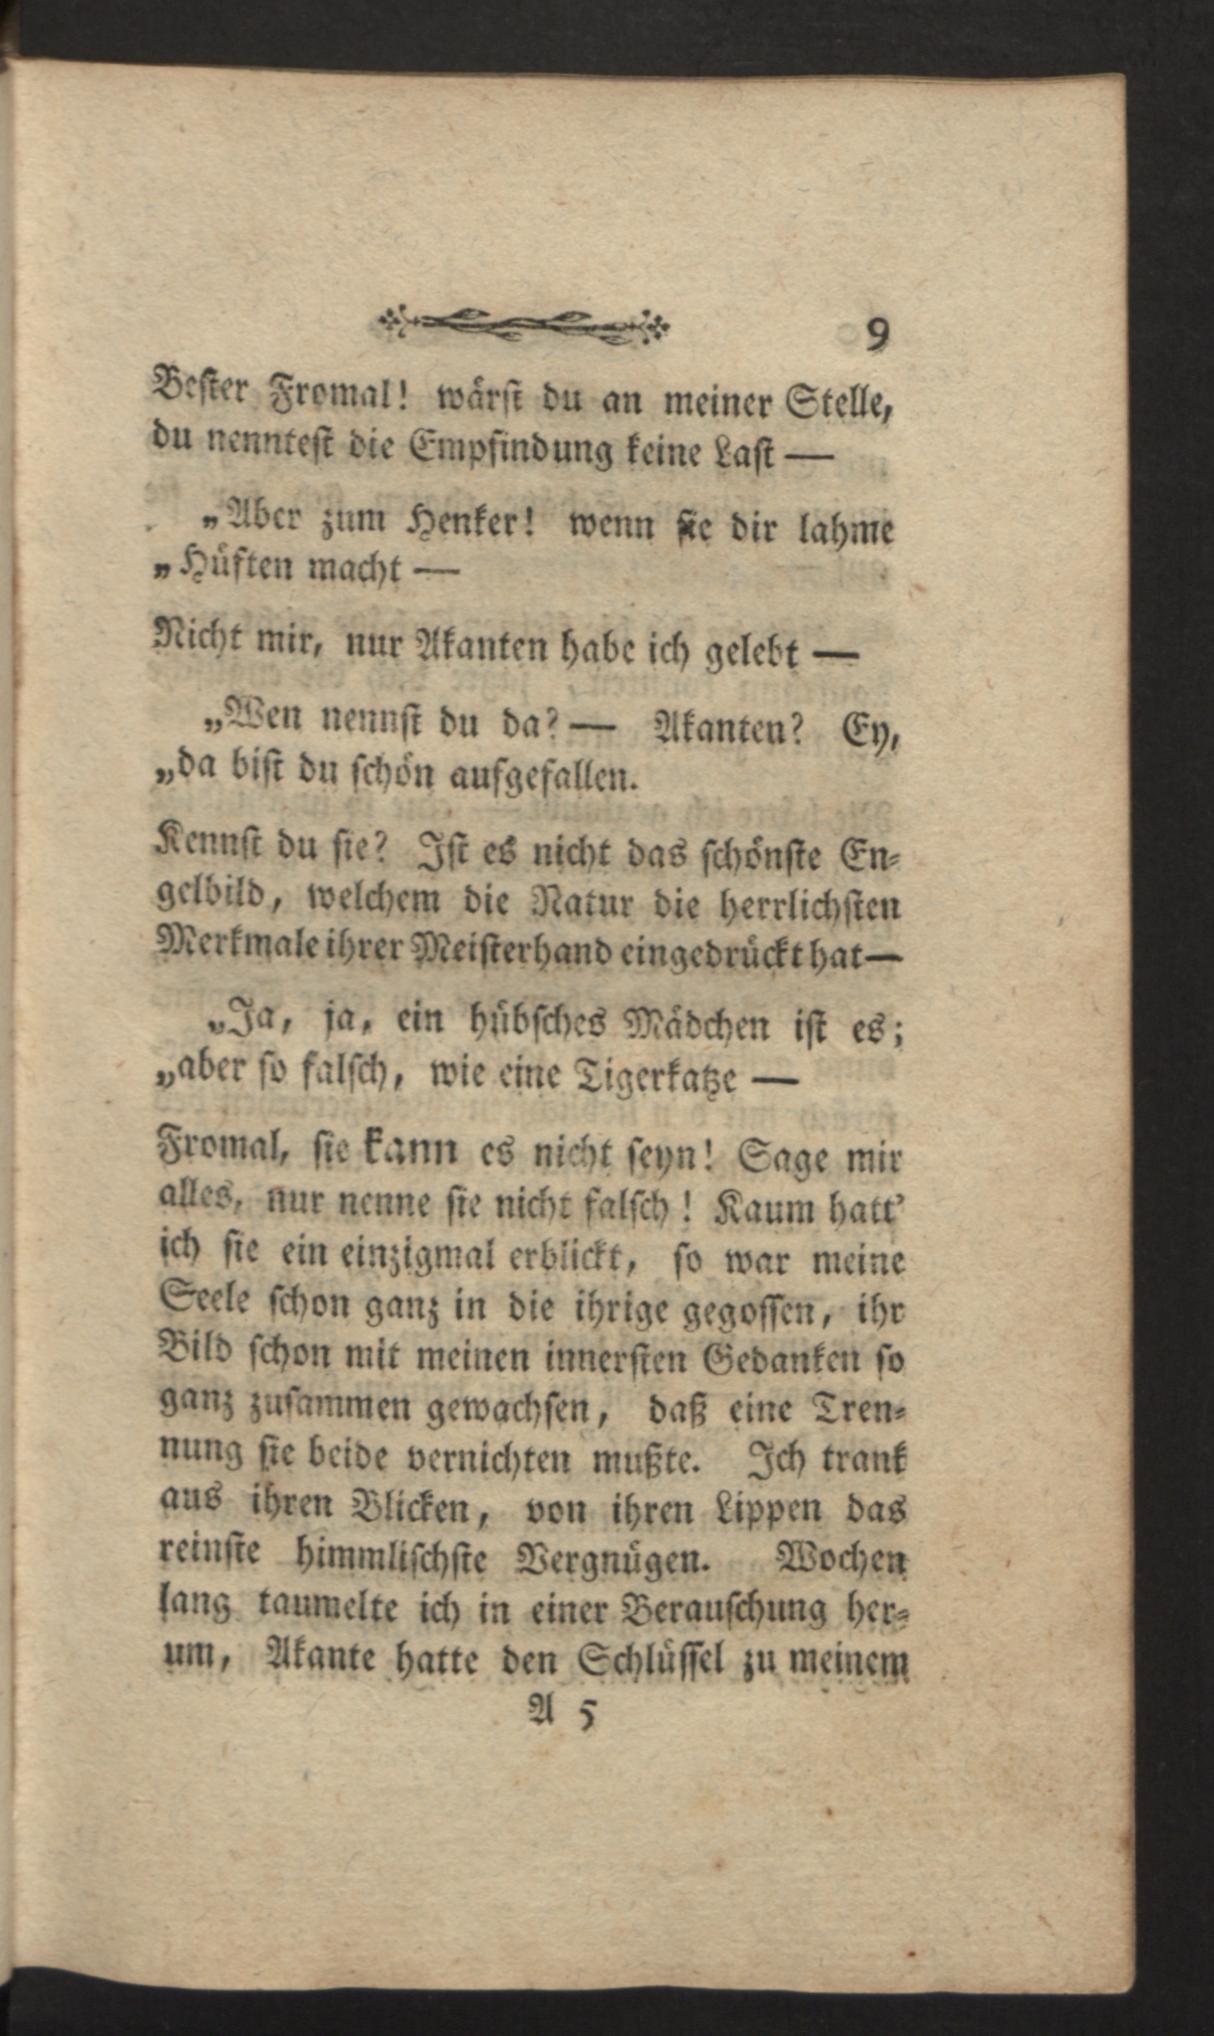 9
Bester Fromal! wärst du an meiner Stelle,
du nenntest die Empfindung keine Last —
„Aber zum Henker! wenn sie dir lahme
„Hüften macht —
Nicht mir, nur Akanten habe ich gelebt —
„Wen nennst du da? — Akanten? Ey,
„da bist du schön aufgefallen.
Kennst du sie? Ist es nicht das schönste En-
gelbild, welchem die Natur die herrlichsten
Merkmale ihrer Meisterhand eingedrückt hat—
„Ja, ja, ein hübsches Mädchen ist es;
„aber so falsch, wie eine Tigerkatze —
Fromal, sie kann es nicht seyn! Sage mir
alles, nur nenne sie nicht falsch! Kaum hatt'
ich sie ein einzigmal erblickt, so war meine
Seele schon ganz in die ihrige gegossen, ihr
Bild schon mit meinen innersten Gedanken so
ganz zusammen gewachsen, daß eine Tren-
nung sie beide vernichten mußte. Ich trank
aus ihren Blicken, von ihren Lippen das
reinste himmlischste Vergnügen. Wochen
lang taumelte ich in einer Berauschung her-
um, Akante hatte den Schlüssel zu meinem
A 5